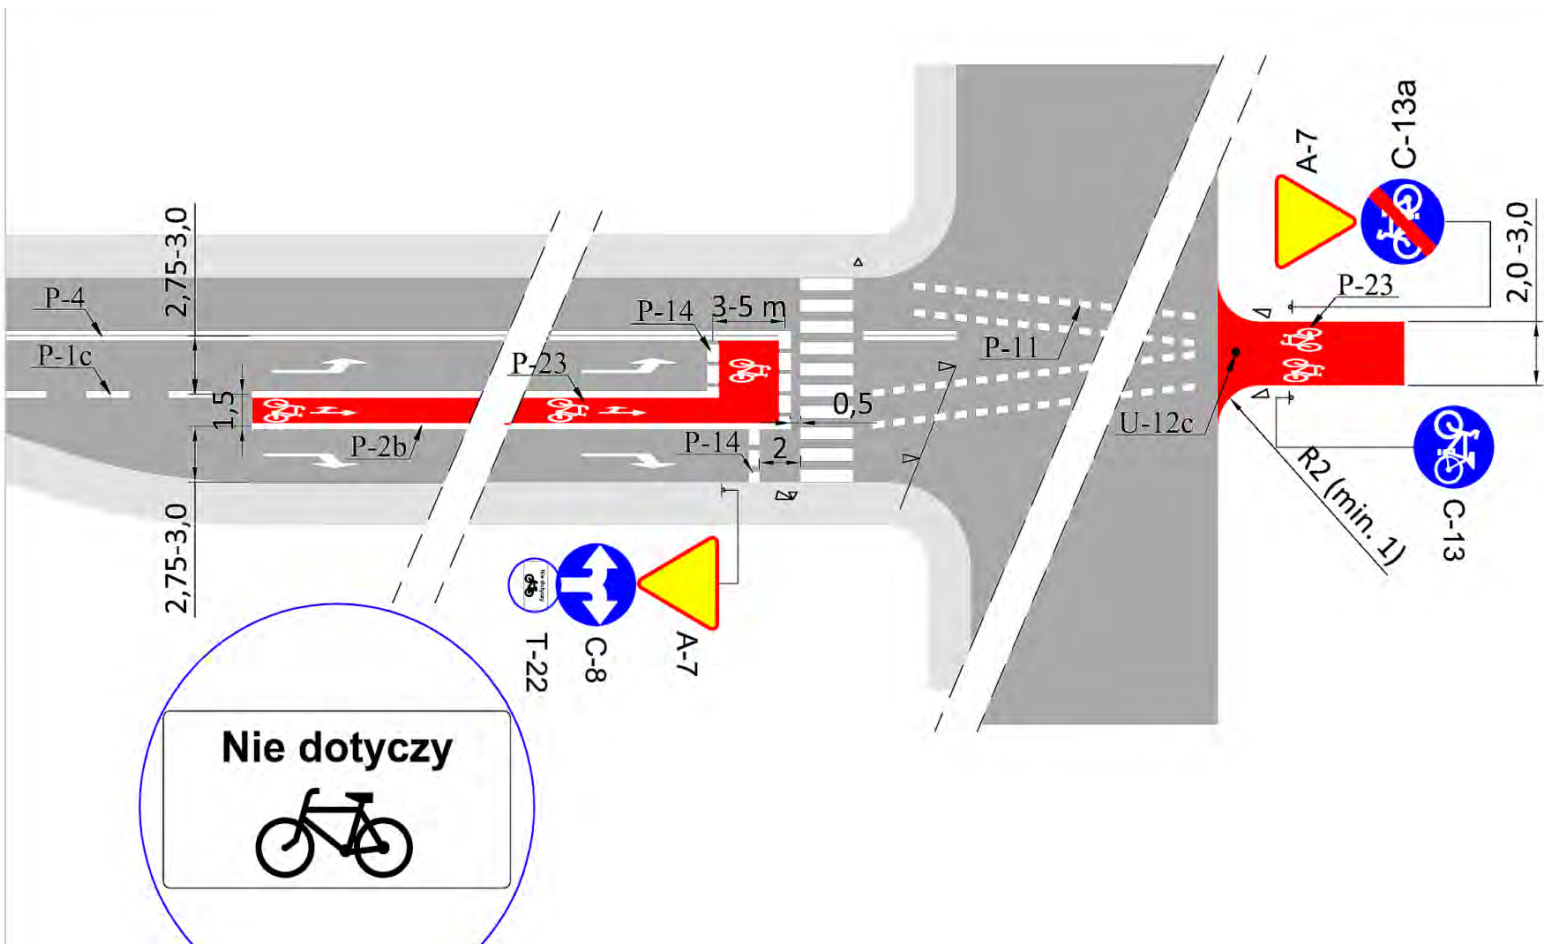 2,75-3,0
P-4
P-1c
1,5
P-2b
P-23
P-14
3-5 m
P-14
2
0,5
P-11
2,75-3,0
T-22
C-8
A-7
Nie dotyczy
Nie dotyczy
A-7
C-13a
P-23
2,0 -3,0
U-12c
R2 (min. 1)
C-13